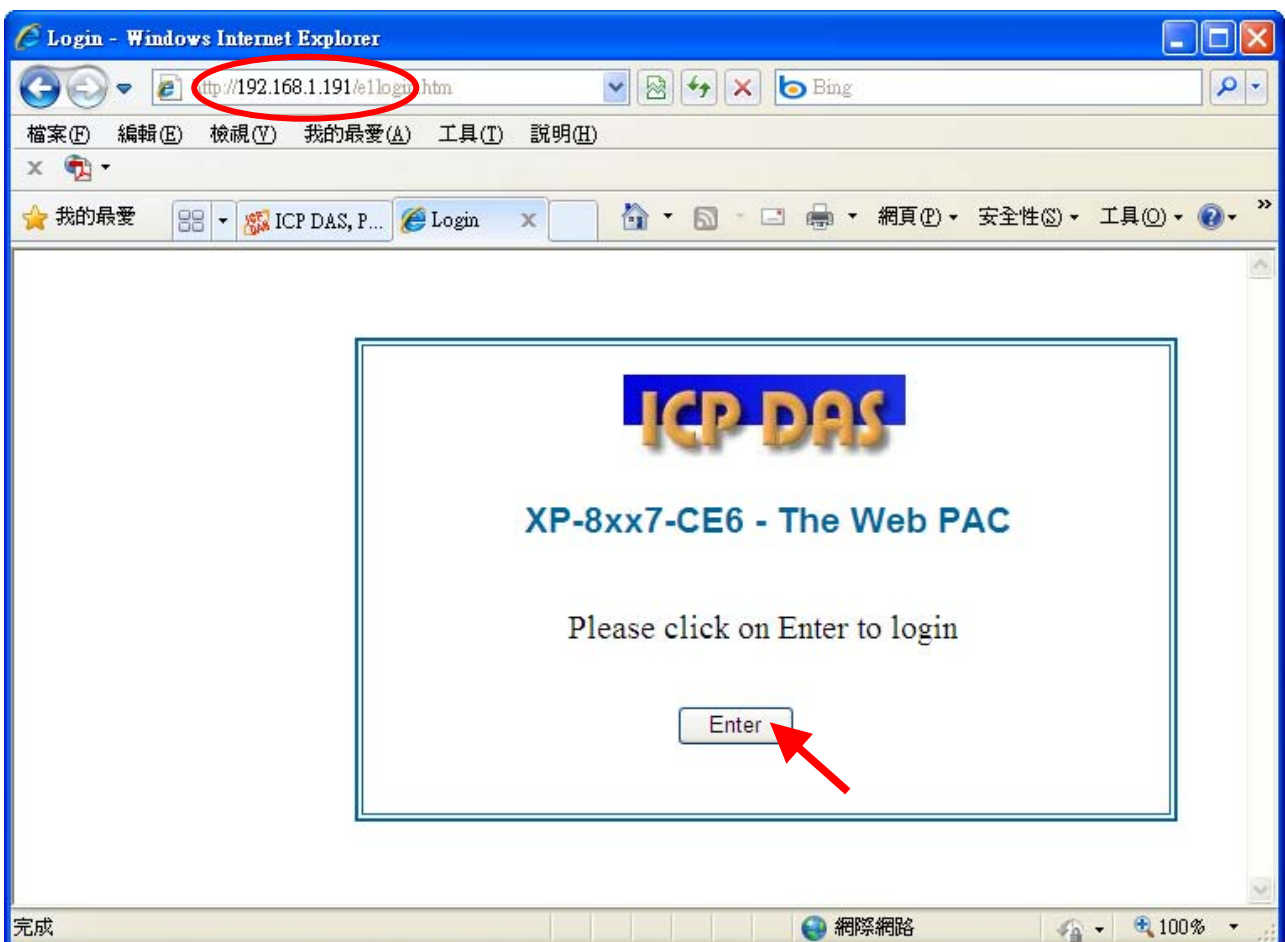 Login - Windows Internet Explorer
http://192.168.1.191/e1login.htm
Bing
檔案(F) 編輯(E) 檢視(V) 我的最愛(A) 工具(T) 說明(H)
我的最愛 ICP DAS, P... Login 網頁(P) 安全性(S) 工具(O) »
ICP DAS
XP-8xx7-CE6 - The Web PAC
Please click on Enter to login
Enter
完成 網際網路 100%